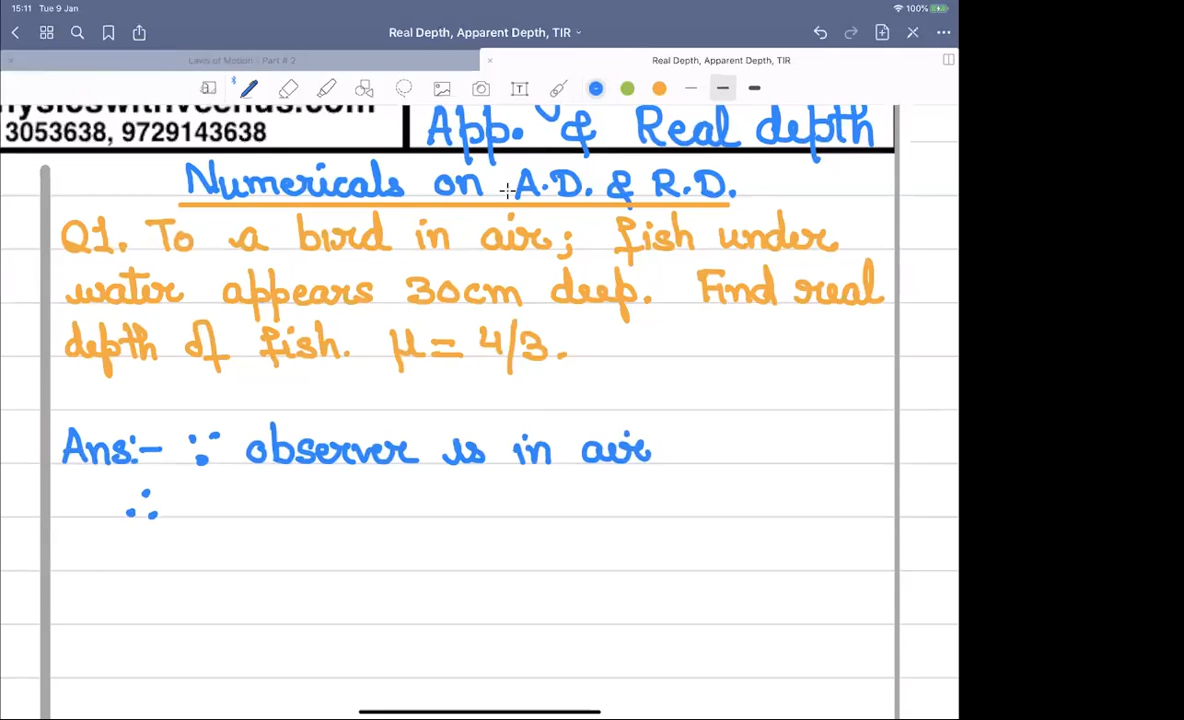 15:11 Tue 9 Jan
100%
Real Depth, Apparent Depth, TIR
Laws of Motion - Part # 2
Real Depth, Apparent Depth, TIR
3053638, 9729143638
App. & Real depth
Numericals on A.D. & R.D.
Q1. To a bird in air; fish under
water appears 30cm deep. Find real
depth of fish. μ = 4/3.
Ans:- ∵ observer is in air
∴